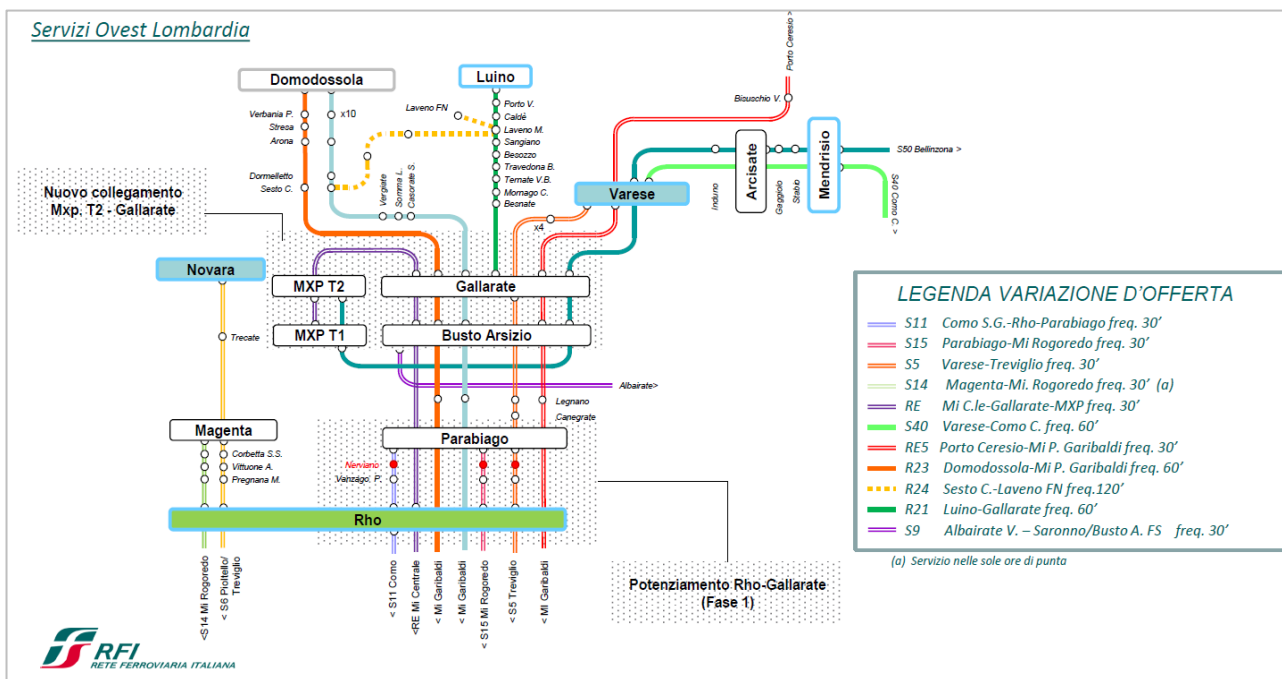 Servizi Ovest Lombardia
Porto Ceresio >
Domodossola
Luino
Bisuschio V.
Verbania P.
Stresa
Arona
x10
Laveno FN
Porto V.
Caldè
Laveno M.
Sangiano
Besozzo
Travedona B.
Ternate V.B.
Mornago C.
Besnate
Dormelletto
Sesto C.
Vergiate
Somma L.
Casorate S.
Varese
x4
Induno
Arcisate
Gaggiolo
Stabio
Mendrisio
S50 Bellinzona >
S40 Como C. >
Nuovo collegamento
Mxp. T2 - Gallarate
Novara
MXP T2
Gallarate
MXP T1
Busto Arsizio
Trecate
Albairate>
Legnano
Canegrate
Magenta
Parabiago
Corbetta S.S.
Vittuone A.
Pregnana M.
Nerviano
Vanzago. P.
Rho
<S14 Mi Rogoredo
< S6 Pioltello/
Treviglio
< S11 Como
<RE Mi Centrale
< Mi Garibaldi
< Mi Garibaldi
< S15 Mi Rogoredo
< S5 Treviglio
< MI Garibaldi
Potenziamento Rho-Gallarate
(Fase 1)
LEGENDA VARIAZIONE D'OFFERTA
S11 Como S.G.-Rho-Parabiago freq. 30'
S15 Parabiago-Mi Rogoredo freq. 30'
S5 Varese-Treviglio freq. 30'
S14 Magenta-Mi. Rogoredo freq. 30' (a)
RE Mi C.le-Gallarate-MXP freq. 30'
S40 Varese-Como C. freq. 60'
RE5 Porto Ceresio-Mi P. Garibaldi freq. 30'
R23 Domodossola-Mi P. Garibaldi freq. 60'
R24 Sesto C.-Laveno FN freq.120'
R21 Luino-Gallarate freq. 60'
S9 Albairate V. – Saronno/Busto A. FS freq. 30'
(a) Servizio nelle sole ore di punta
RFI
RETE FERROVIARIA ITALIANA